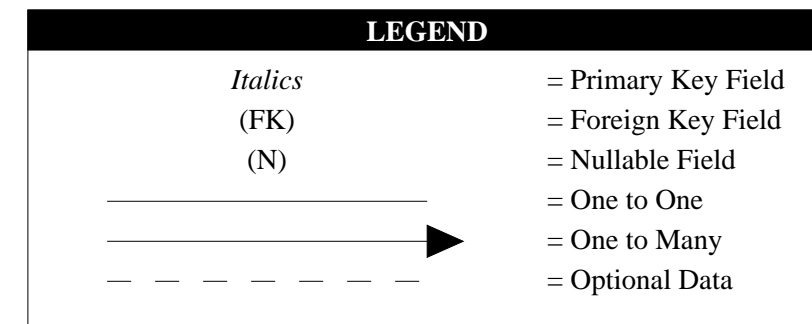 LEGEND
Italics = Primary Key Field
(FK) = Foreign Key Field
(N) = Nullable Field
= One to One
= One to Many
= Optional Data